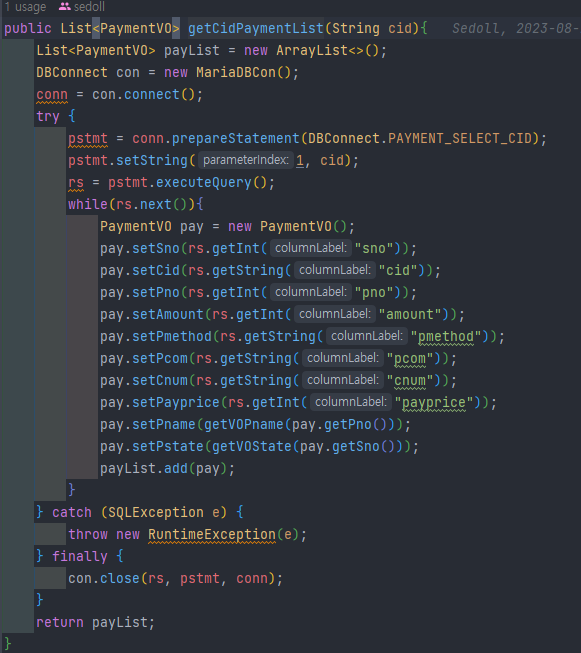 1 usage sedoll
public List<PaymentVO> getCidPaymentList(String cid){ Sedoll, 2023-08-
    List<PaymentVO> payList = new ArrayList<>();
    DBConnect con = new MariaDBCon();
    conn = con.connect();
    try {
        pstmt = conn.prepareStatement(DBConnect.PAYMENT_SELECT_CID);
        pstmt.setString( parameterIndex: 1, cid);
        rs = pstmt.executeQuery();
        while(rs.next()){
            PaymentVO pay = new PaymentVO();
            pay.setSno(rs.getInt( columnLabel: "sno"));
            pay.setCid(rs.getString( columnLabel: "cid"));
            pay.setPno(rs.getInt( columnLabel: "pno"));
            pay.setAmount(rs.getInt( columnLabel: "amount"));
            pay.setPmethod(rs.getString( columnLabel: "pmethod"));
            pay.setPcom(rs.getString( columnLabel: "pcom"));
            pay.setCnum(rs.getString( columnLabel: "cnum"));
            pay.setPayprice(rs.getInt( columnLabel: "payprice"));
            pay.setPname(getVOPname(pay.getPno()));
            pay.setPstate(getVOState(pay.getSno()));
            payList.add(pay);
        }
    } catch (SQLException e) {
        throw new RuntimeException(e);
    } finally {
        con.close(rs, pstmt, conn);
    }
    return payList;
}